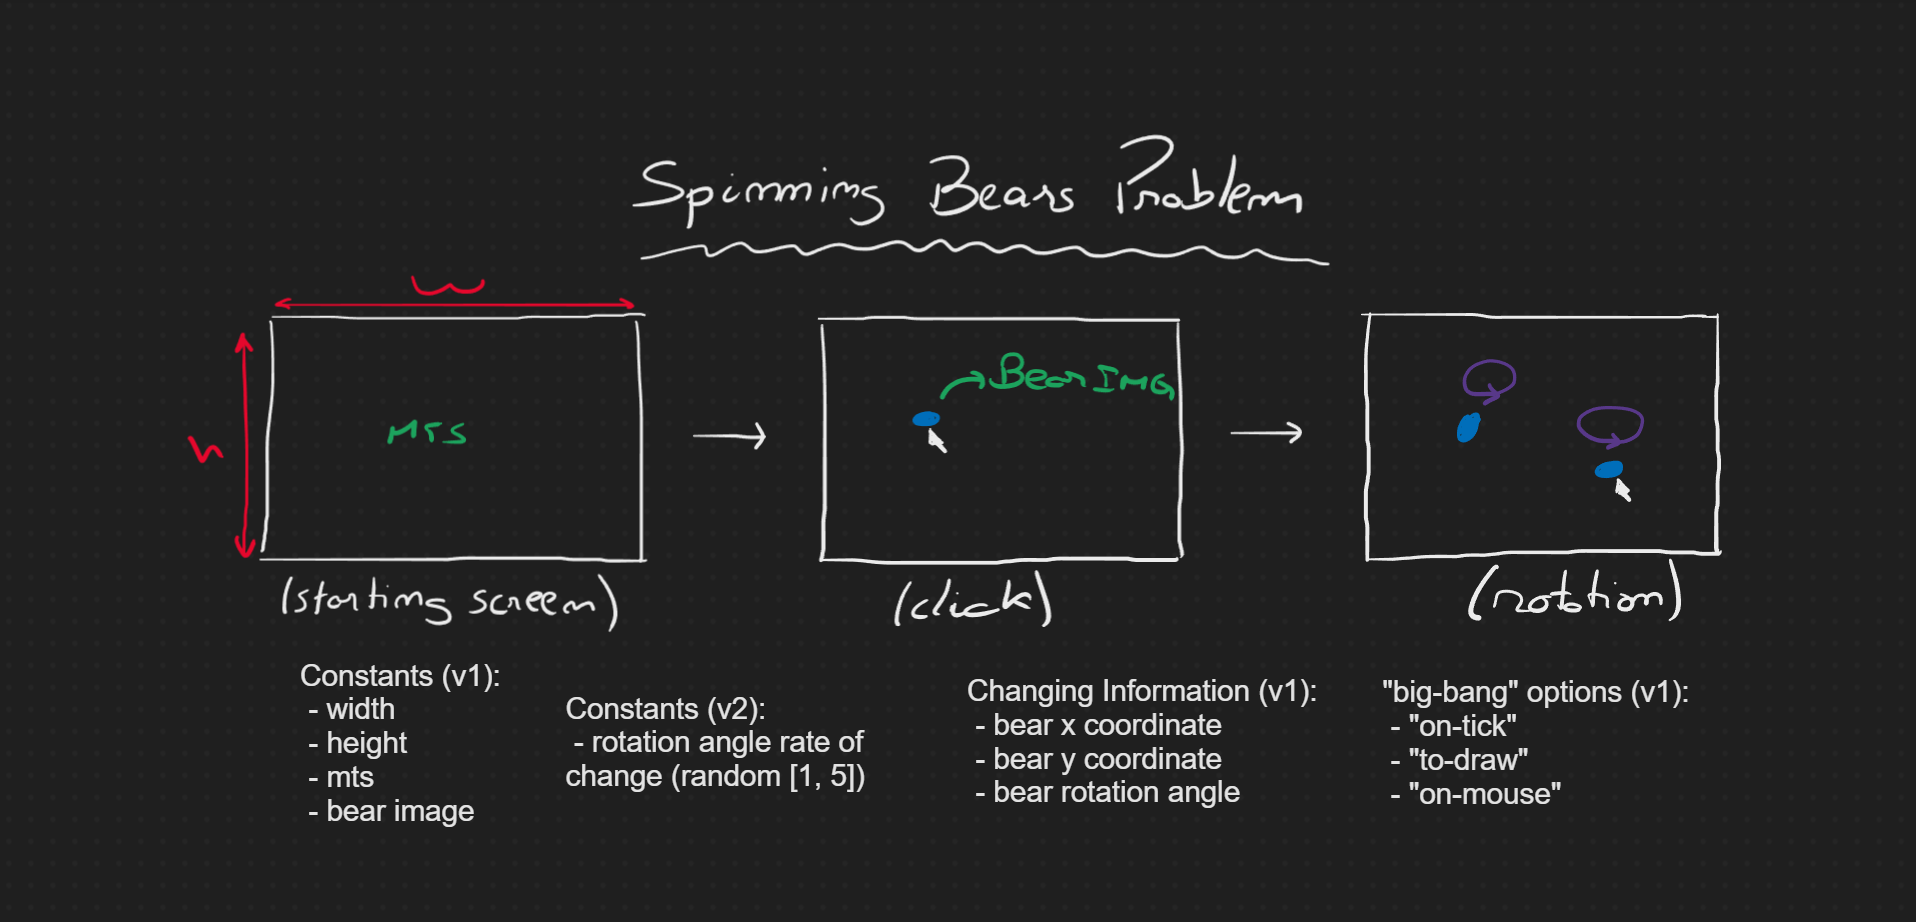 Spinning Bears Problem
w
h
MTS
BearIMG
(starting screen)
(click)
(rotation)
Constants (v1):
- width
- height
- mts
- bear image
Constants (v2):
- rotation angle rate of
change (random [1, 5])
Changing Information (v1):
- bear x coordinate
- bear y coordinate
- bear rotation angle
"big-bang" options (v1):
- "on-tick"
- "to-draw"
- "on-mouse"